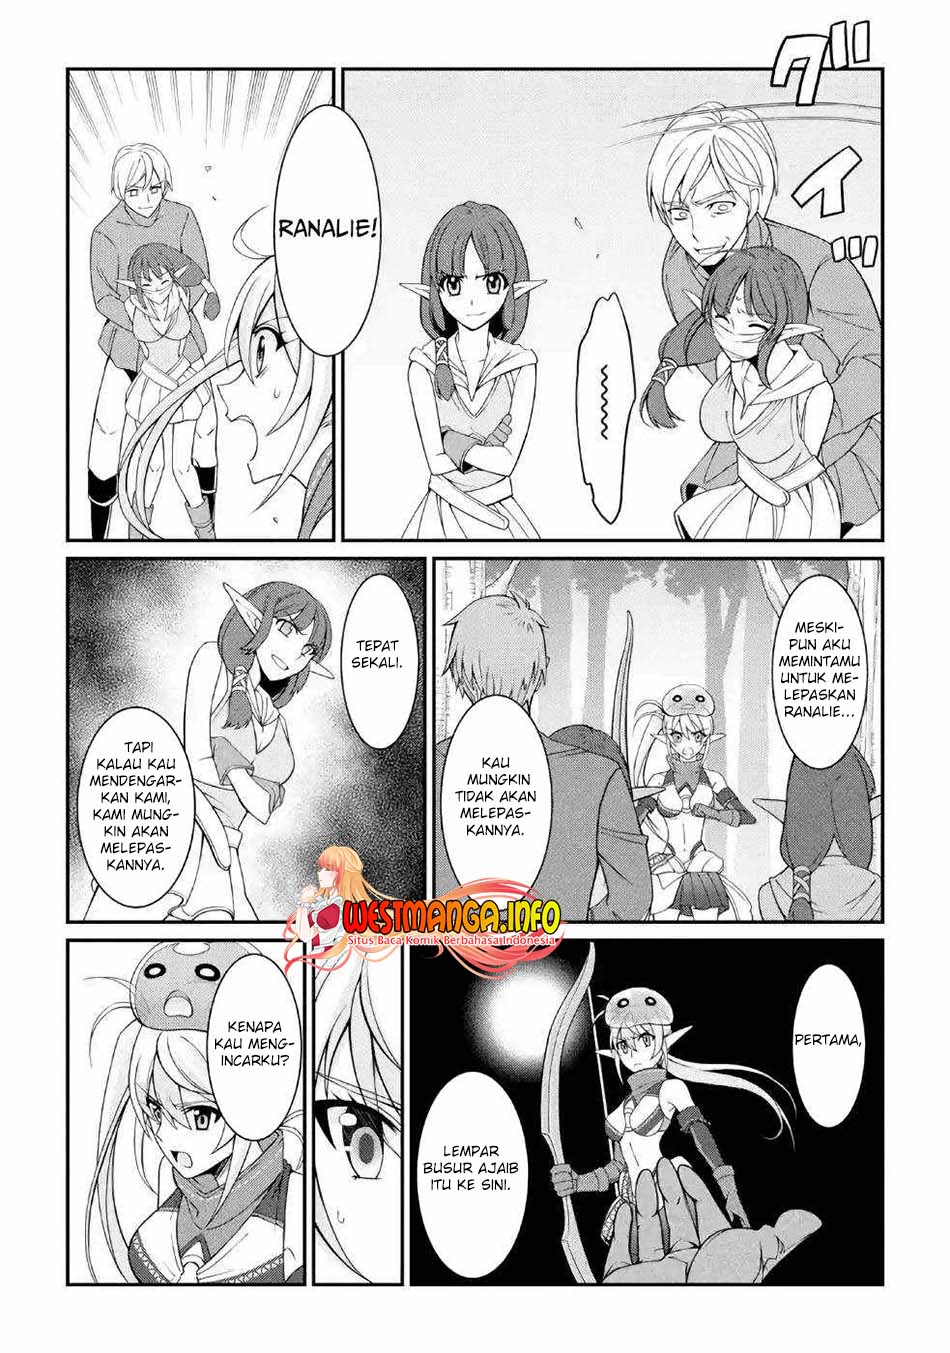 グイ
RANALIE!
MESKI-
PUN AKU
MEMINTAMU
UNTUK ME-
LEPASKAN
RANALIE...
KAU
MUNGKIN
TIDAK AKAN
MELEPAS-
KANNYA.
TEPAT
SEKALI.
TAPI
KALAU KAU
MENDENGAR-
KAN KAMI,
KAMI MUNG-
KIN AKAN
MELEPAS-
KANNYA.
WESTMANGA.INFO
Situs Baca Komik Berbahasa Indonesia
PERTAMA,
LEMPAR
BUSUR AJAIB
ITU KE SINI.
KENAPA
KAU MENG-
INCARKU?